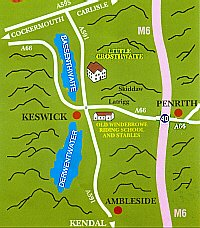 A595
CARLISLE
COCKERMOUTH
M6
A66
A591
BASSENTHWAITE
LITTLE
CROSTHWAITE
Skiddaw
Latrigg
PENRITH
A66
40
A66
KESWICK
OLD WINDEBROWE
RIDING SCHOOL
AND STABLES
DERWENTWATER
A591
AMBLESIDE
M6
KENDAL